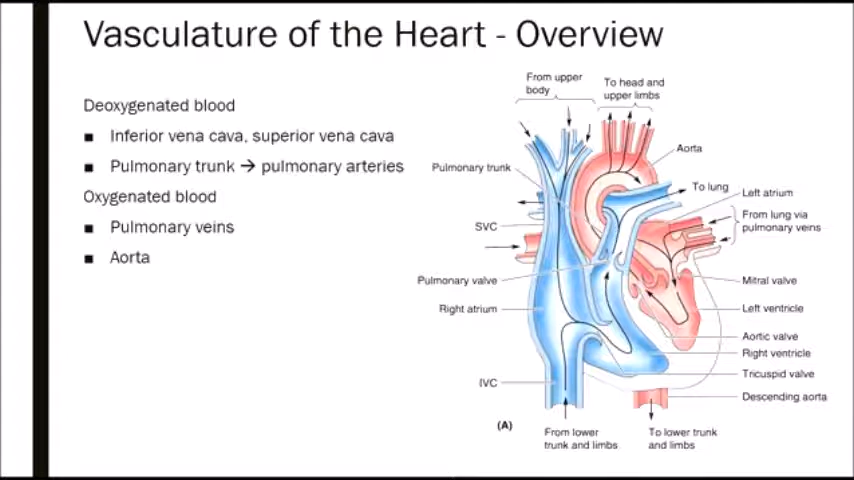 Vasculature of the Heart - Overview
Deoxygenated blood
■ Inferior vena cava, superior vena cava
■ Pulmonary trunk → pulmonary arteries
Oxygenated blood
■ Pulmonary veins
■ Aorta
From upper
body
To head and
upper limbs
Aorta
Pulmonary trunk
To lung
Left atrium
From lung via
pulmonary veins
SVC
Pulmonary valve
Mitral valve
Right atrium
Left ventricle
Aortic valve
Right ventricle
Tricuspid valve
IVC
Descending aorta
(A)
From lower
trunk and limbs
To lower trunk
and limbs